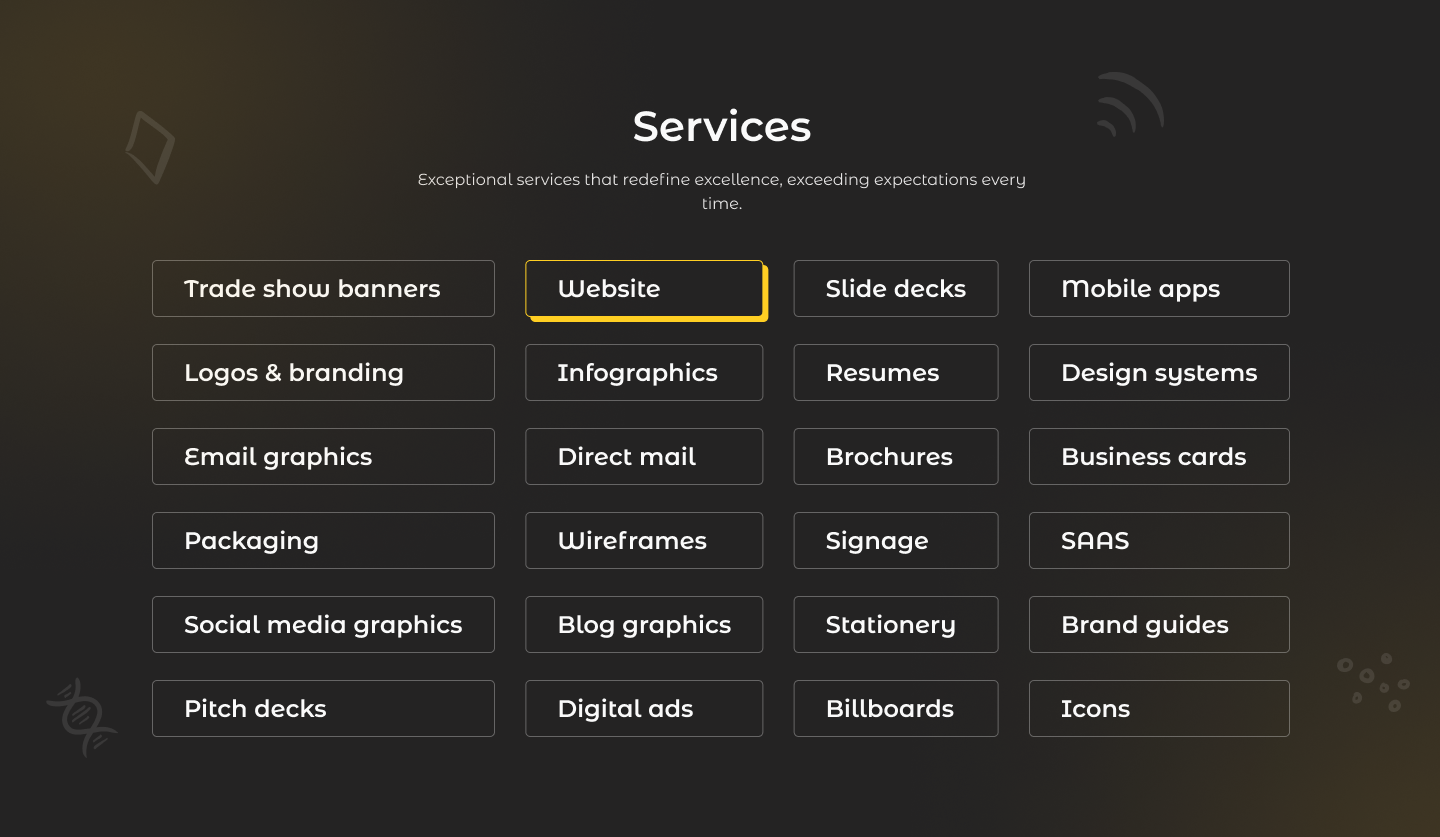 Services
Exceptional services that redefine excellence, exceeding expectations every
time.
Trade show banners
Website
Slide decks
Mobile apps
Logos & branding
Infographics
Resumes
Design systems
Email graphics
Direct mail
Brochures
Business cards
Packaging
Wireframes
Signage
SAAS
Social media graphics
Blog graphics
Stationery
Brand guides
Pitch decks
Digital ads
Billboards
Icons